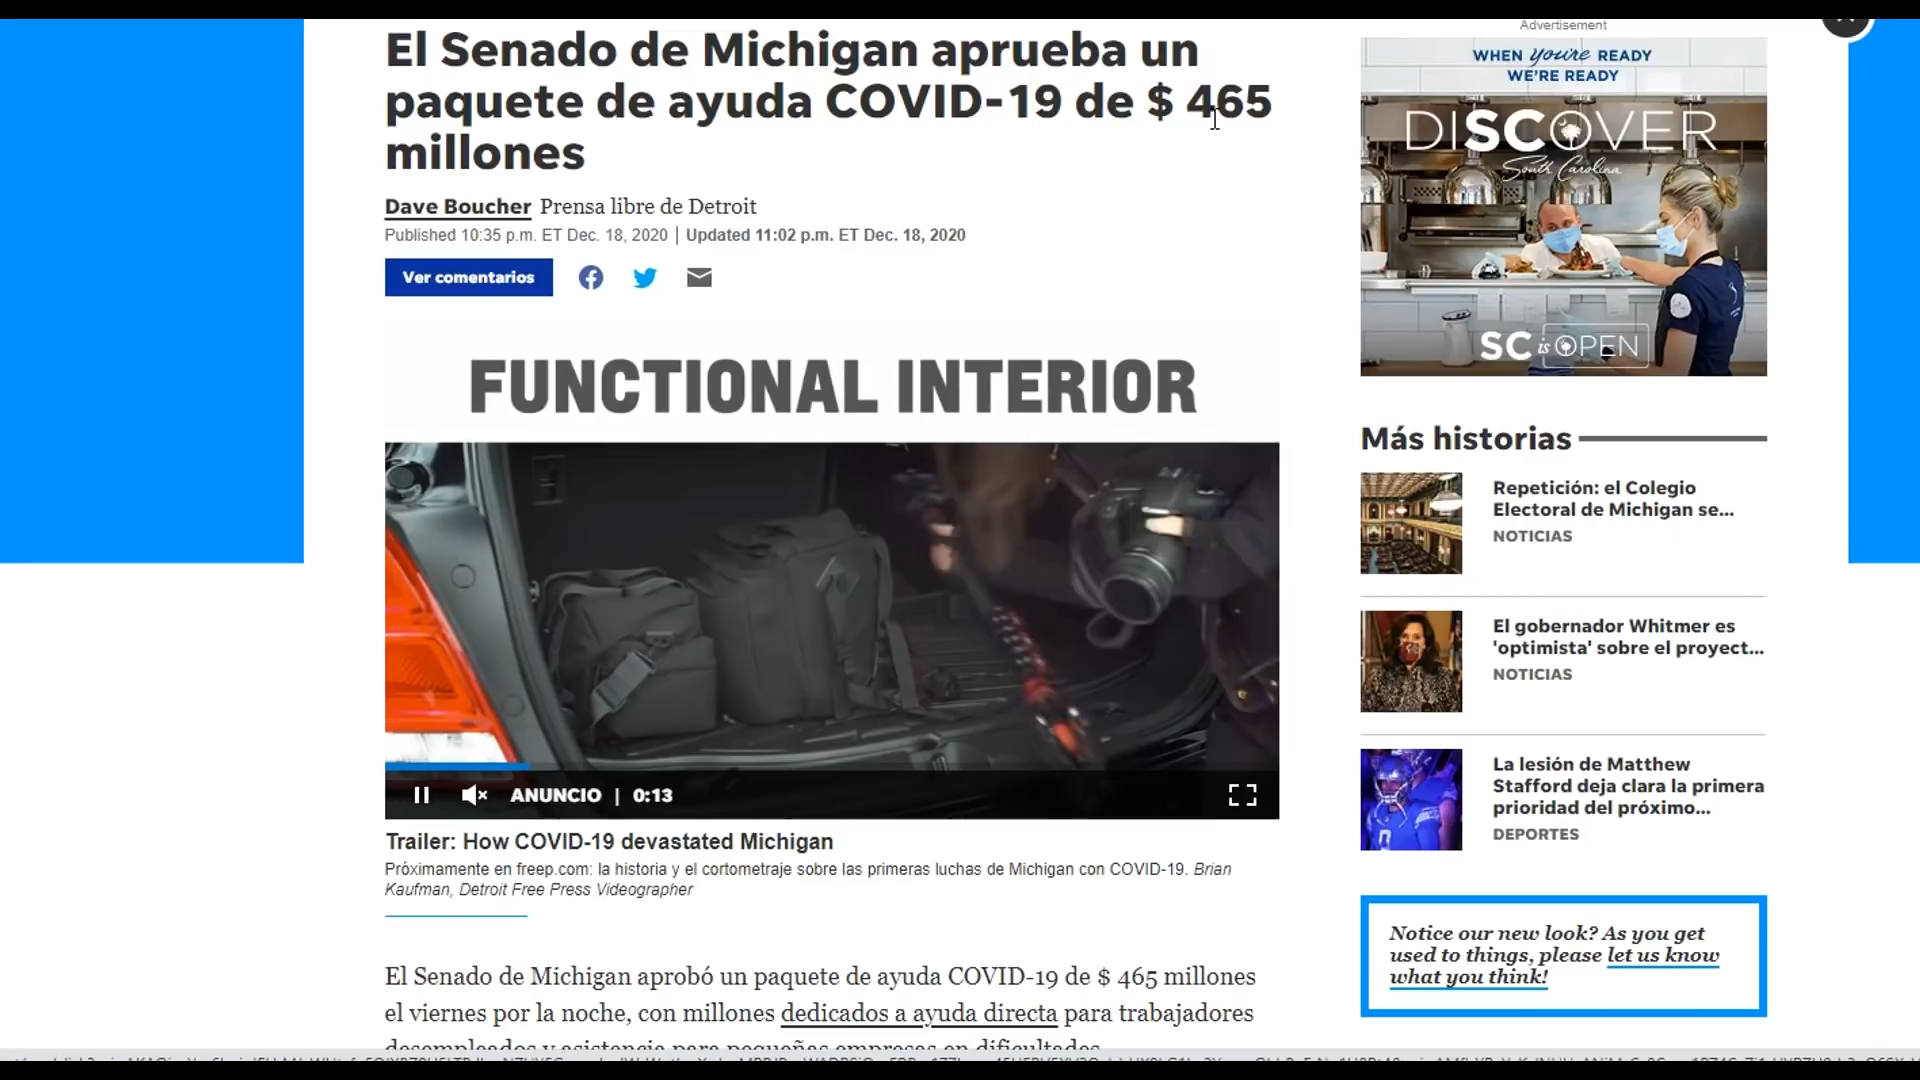 El Senado de Michigan aprueba un
paquete de ayuda COVID-19 de $ 465
millones
Dave Boucher Prensa libre de Detroit
Published 10:35 p.m. ET Dec. 18, 2020 | Updated 11:02 p.m. ET Dec. 18, 2020
Ver comentarios
FUNCTIONAL INTERIOR
ANUNCIO | 0:13
Trailer: How COVID-19 devastated Michigan
Próximamente en freep.com: la historia y el cortometraje sobre las primeras luchas de Michigan con COVID-19. Brian
Kaufman, Detroit Free Press Videographer
El Senado de Michigan aprobó un paquete de ayuda COVID-19 de $ 465 millones
el viernes por la noche, con millones dedicados a ayuda directa para trabajadores
desempleados y asistencia para pequeñas empresas en dificultades.
Advertisement
WHEN you're READY
WE'RE READY
DISCOVER
South Carolina
SC is OPEN
Más historias
Repetición: el Colegio
Electoral de Michigan se...
NOTICIAS
El gobernador Whitmer es
'optimista' sobre el proyect...
NOTICIAS
La lesión de Matthew
Stafford deja clara la primera
prioridad del próximo...
DEPORTES
Notice our new look? As you get
used to things, please let us know
what you think!